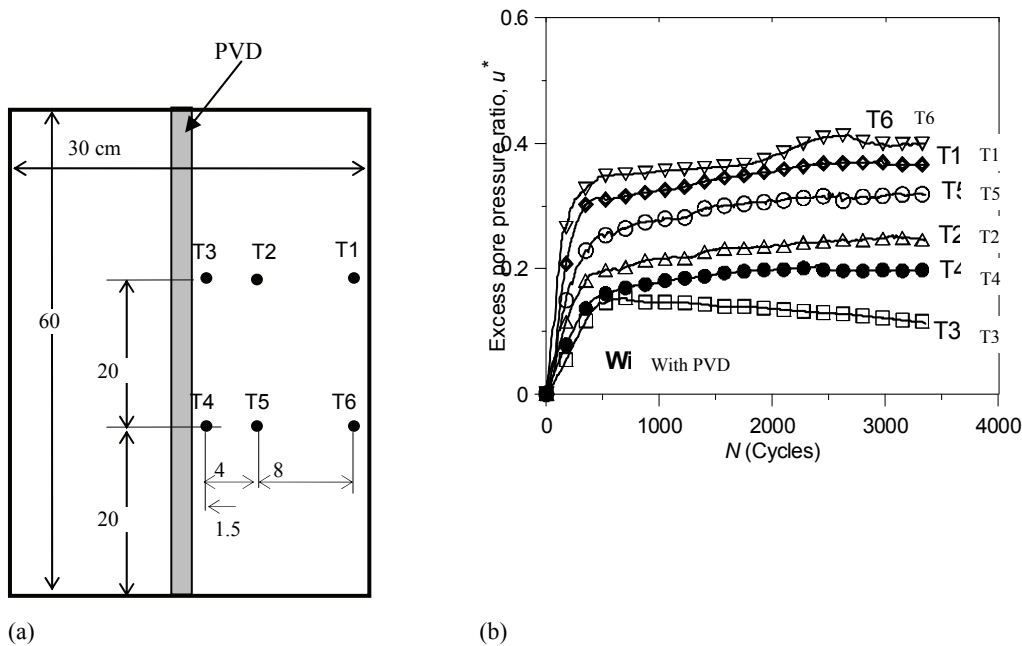 PVD
30 cm
60
T3
T2
T1
20
T4
T5
T6
4
8
1.5
20
(a)
Excess pore pressure ratio, u*
0.6
0.4
0.2
0
T6 T6
T1 T1
T5 T5
T2 T2
T4 T4
T3 T3
Wi With PVD
0
1000
2000
3000
4000
N (Cycles)
(b)